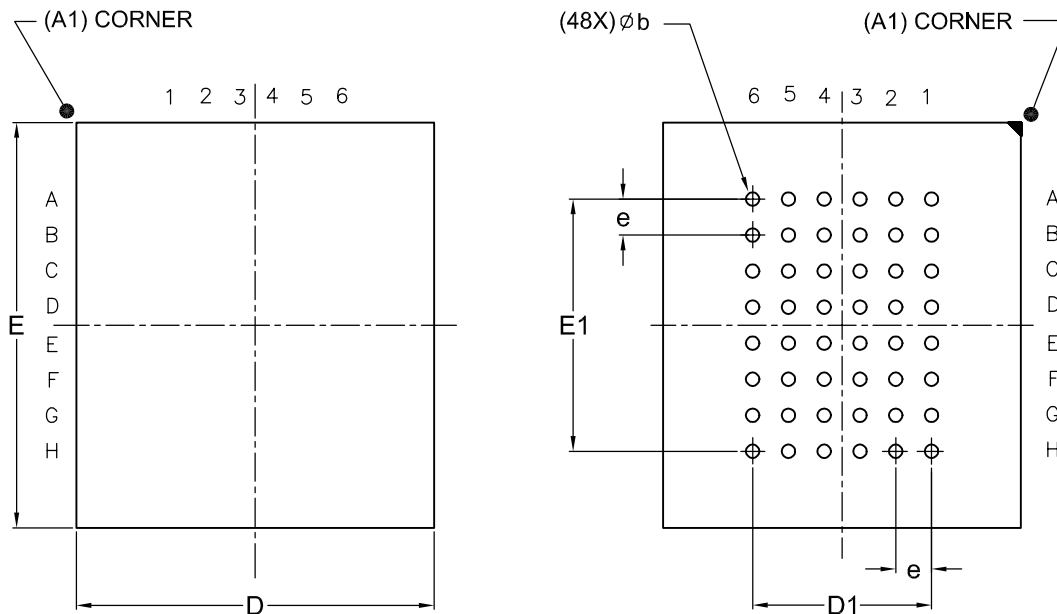 (A1) CORNER
1 2 3 4 5 6
A
B
C
D
E
F
G
H
E
D
(48X) Ø b
(A1) CORNER
6 5 4 3 2 1
A
B
C
D
E
F
G
H
e
E1
e
D1